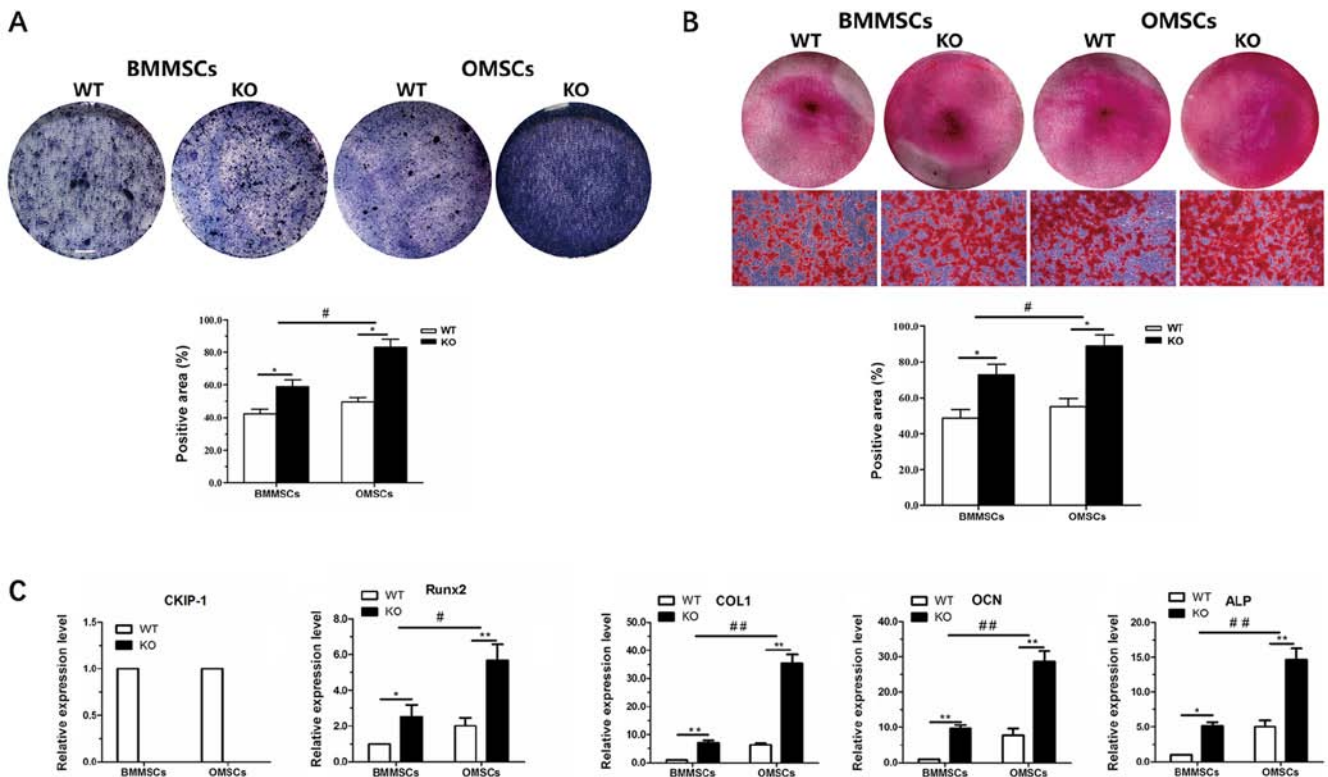 A
BMMSCs OMSCs
WT KO WT KO
#
*
*
WT
KO
Positive area (%)
100.0
80.0
60.0
40.0
20.0
0.0
BMMSCs OMSCs
B
BMMSCs OMSCs
WT KO WT KO
#
*
*
WT
KO
Positive area (%)
100.0
80.0
60.0
40.0
20.0
0.0
BMMSCs OMSCs
C
CKIP-1
WT
KO
Relative expression level
1.5
1.0
0.5
0.0
BMMSCs OMSCs
Runx2
WT
KO
#
**
*
Relative expression level
8.0
6.0
4.0
2.0
0.0
BMMSCs OMSCs
WT
KO
COL1
# #
**
**
Relative expression level
50.0
40.0
30.0
20.0
10.0
0.0
BMMSCs OMSCs
WT
KO
OCN
##
**
**
Relative expression level
40.0
30.0
20.0
10.0
0.0
BMMSCs OMSCs
WT
KO
ALP
# #
**
*
Relative expression level
20.0
15.0
10.0
5.0
0.0
BMMSCs OMSCs